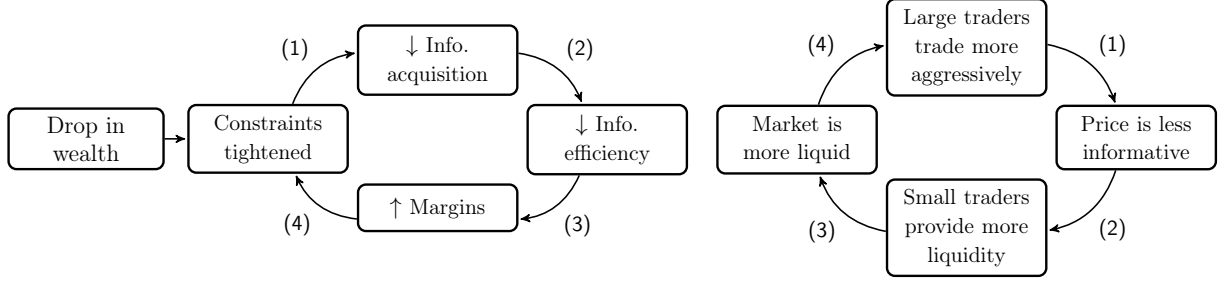 Drop in
wealth
Constraints
tightened
(1)
↓ Info.
acquisition
(2)
↓ Info.
efficiency
(3)
↑ Margins
(4)
Large traders
trade more
aggressively
(1)
Price is less
informative
(2)
Small traders
provide more
liquidity
(3)
Market is
more liquid
(4)